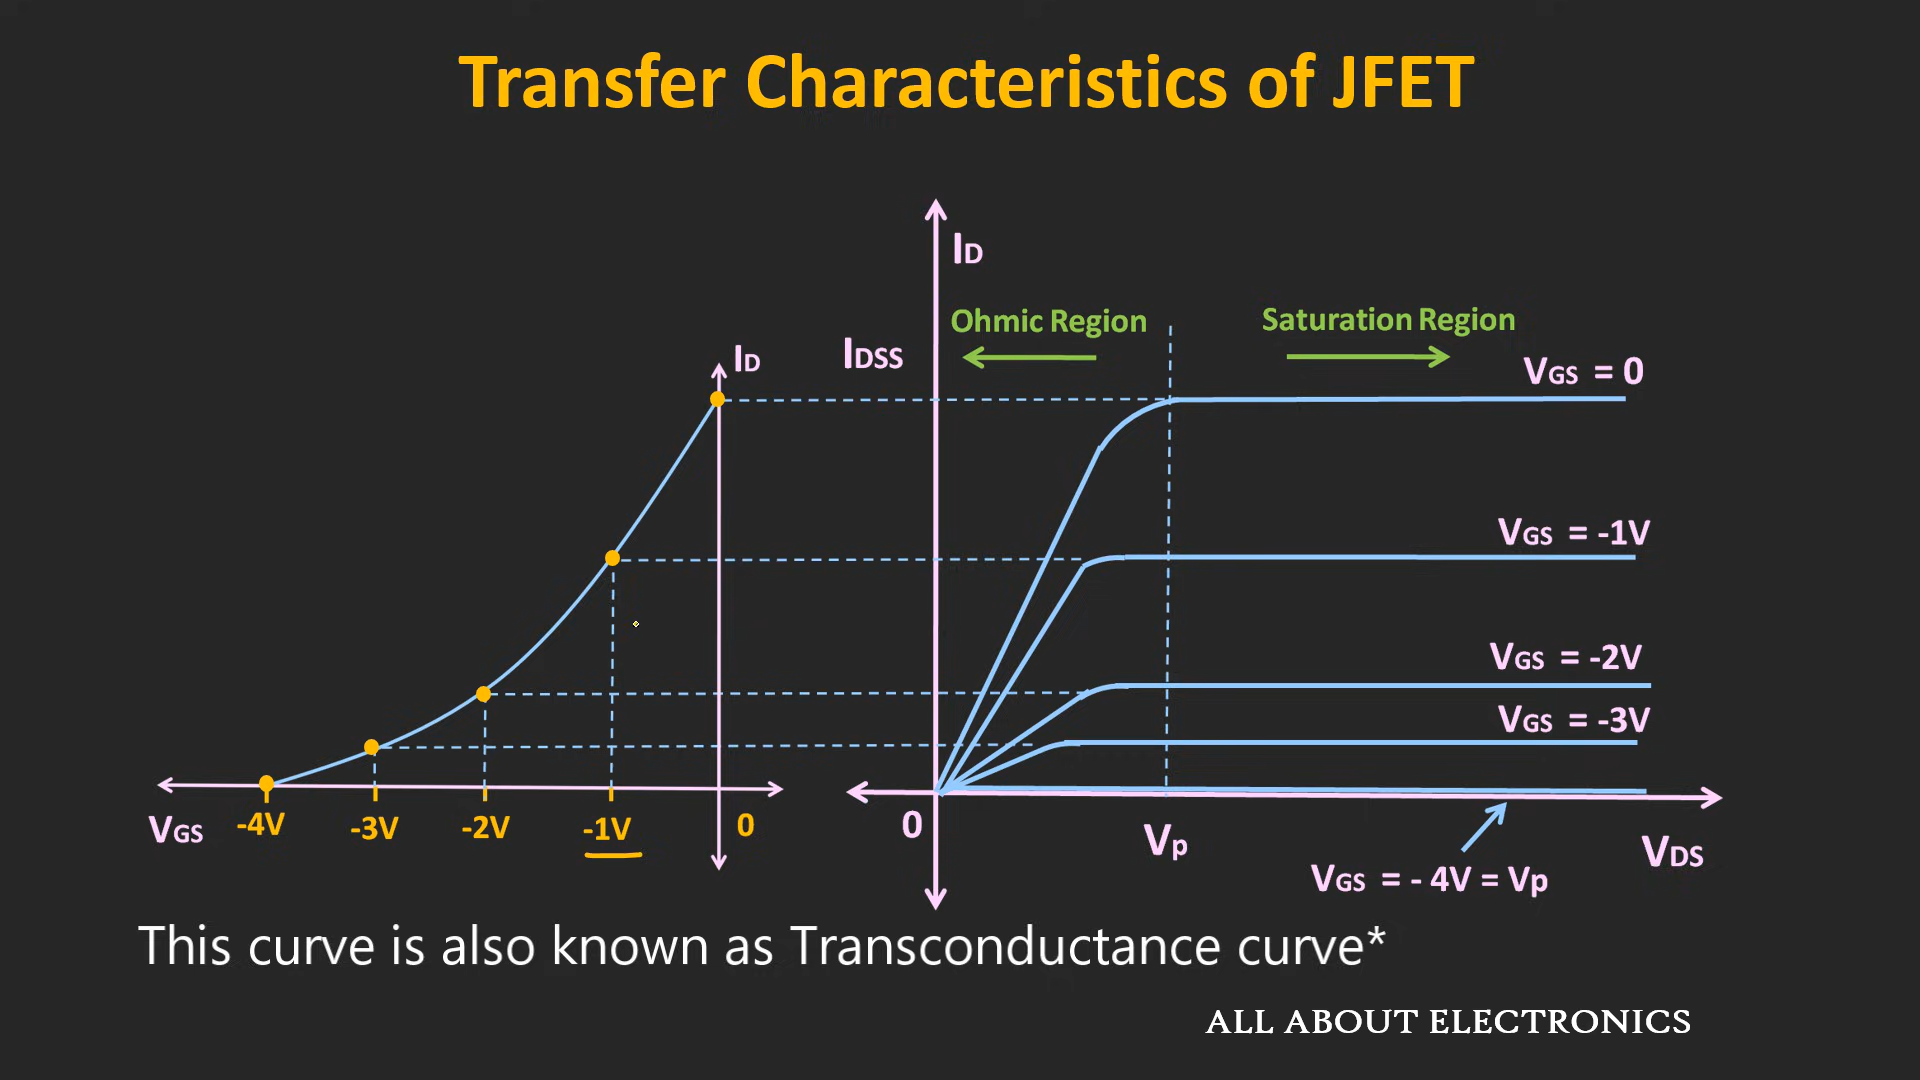 Transfer Characteristics of JFET
ID
Ohmic Region
Saturation Region
ID
IDSS
VGS = 0
VGS = -1V
VGS = -2V
VGS = -3V
VGS
-4V
-3V
-2V
-1V
0
0
Vp
VDS
VGS = - 4V = Vp
This curve is also known as Transconductance curve*
ALL ABOUT ELECTRONICS